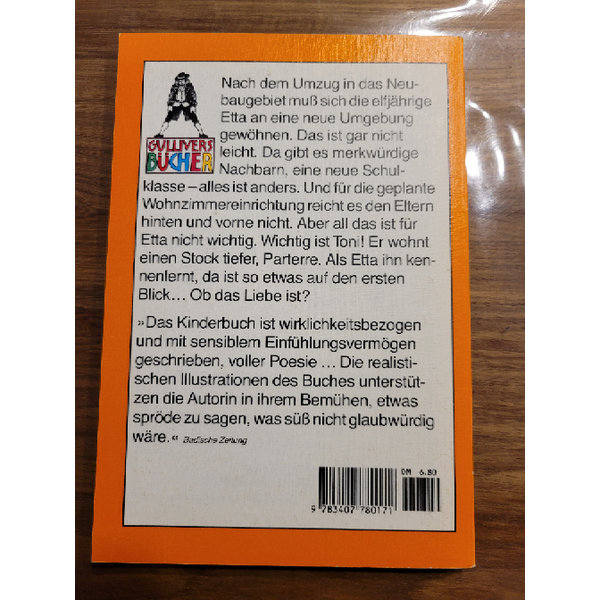 GULLIVERS
BÜCHER
Nach dem Umzug in das Neu-
baugebiet muß sich die elfjährige
Etta an eine neue Umgebung
gewöhnen. Das ist gar nicht
leicht. Da gibt es merkwürdige
Nachbarn, eine neue Schul-
klasse – alles ist anders. Und für die geplante
Wohnzimmereinrichtung reicht es den Eltern
hinten und vorne nicht. Aber all das ist für
Etta nicht wichtig. Wichtig ist Toni! Er wohnt
einen Stock tiefer, Parterre. Als Etta ihn ken-
nenlernt, da ist so etwas auf den ersten
Blick... Ob das Liebe ist?
»Das Kinderbuch ist wirklichkeitsbezogen
und mit sensiblem Einfühlungsvermögen
geschrieben, voller Poesie ... Die realisti-
schen Illustrationen des Buches unterstüt-
zen die Autorin in ihrem Bemühen, etwas
spröde zu sagen, was süß nicht glaubwürdig
wäre.« Badische Zeitung
DM 6.80
9 783407 780171